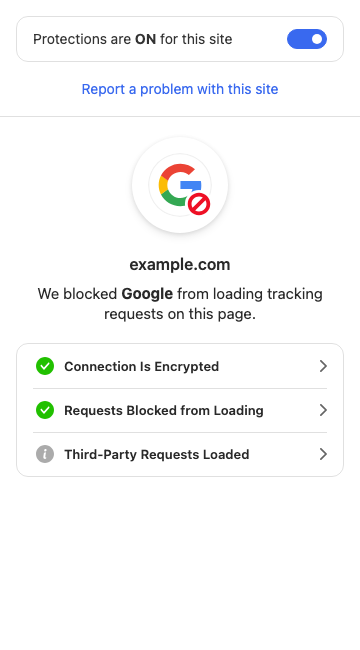 Protections are ON for this site
Report a problem with this site
example.com
We blocked Google from loading tracking
requests on this page.
Connection Is Encrypted
Requests Blocked from Loading
Third-Party Requests Loaded